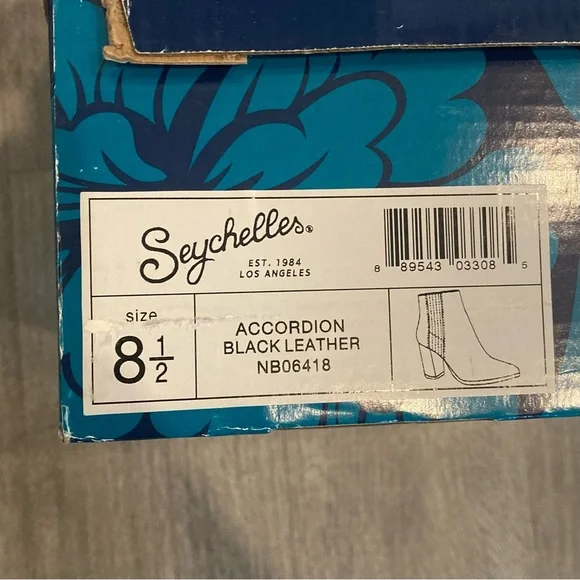 Seychelles®
EST. 1984
LOS ANGELES
8 89543 03308 5
size
8 1/2
ACCORDION
BLACK LEATHER
NB06418